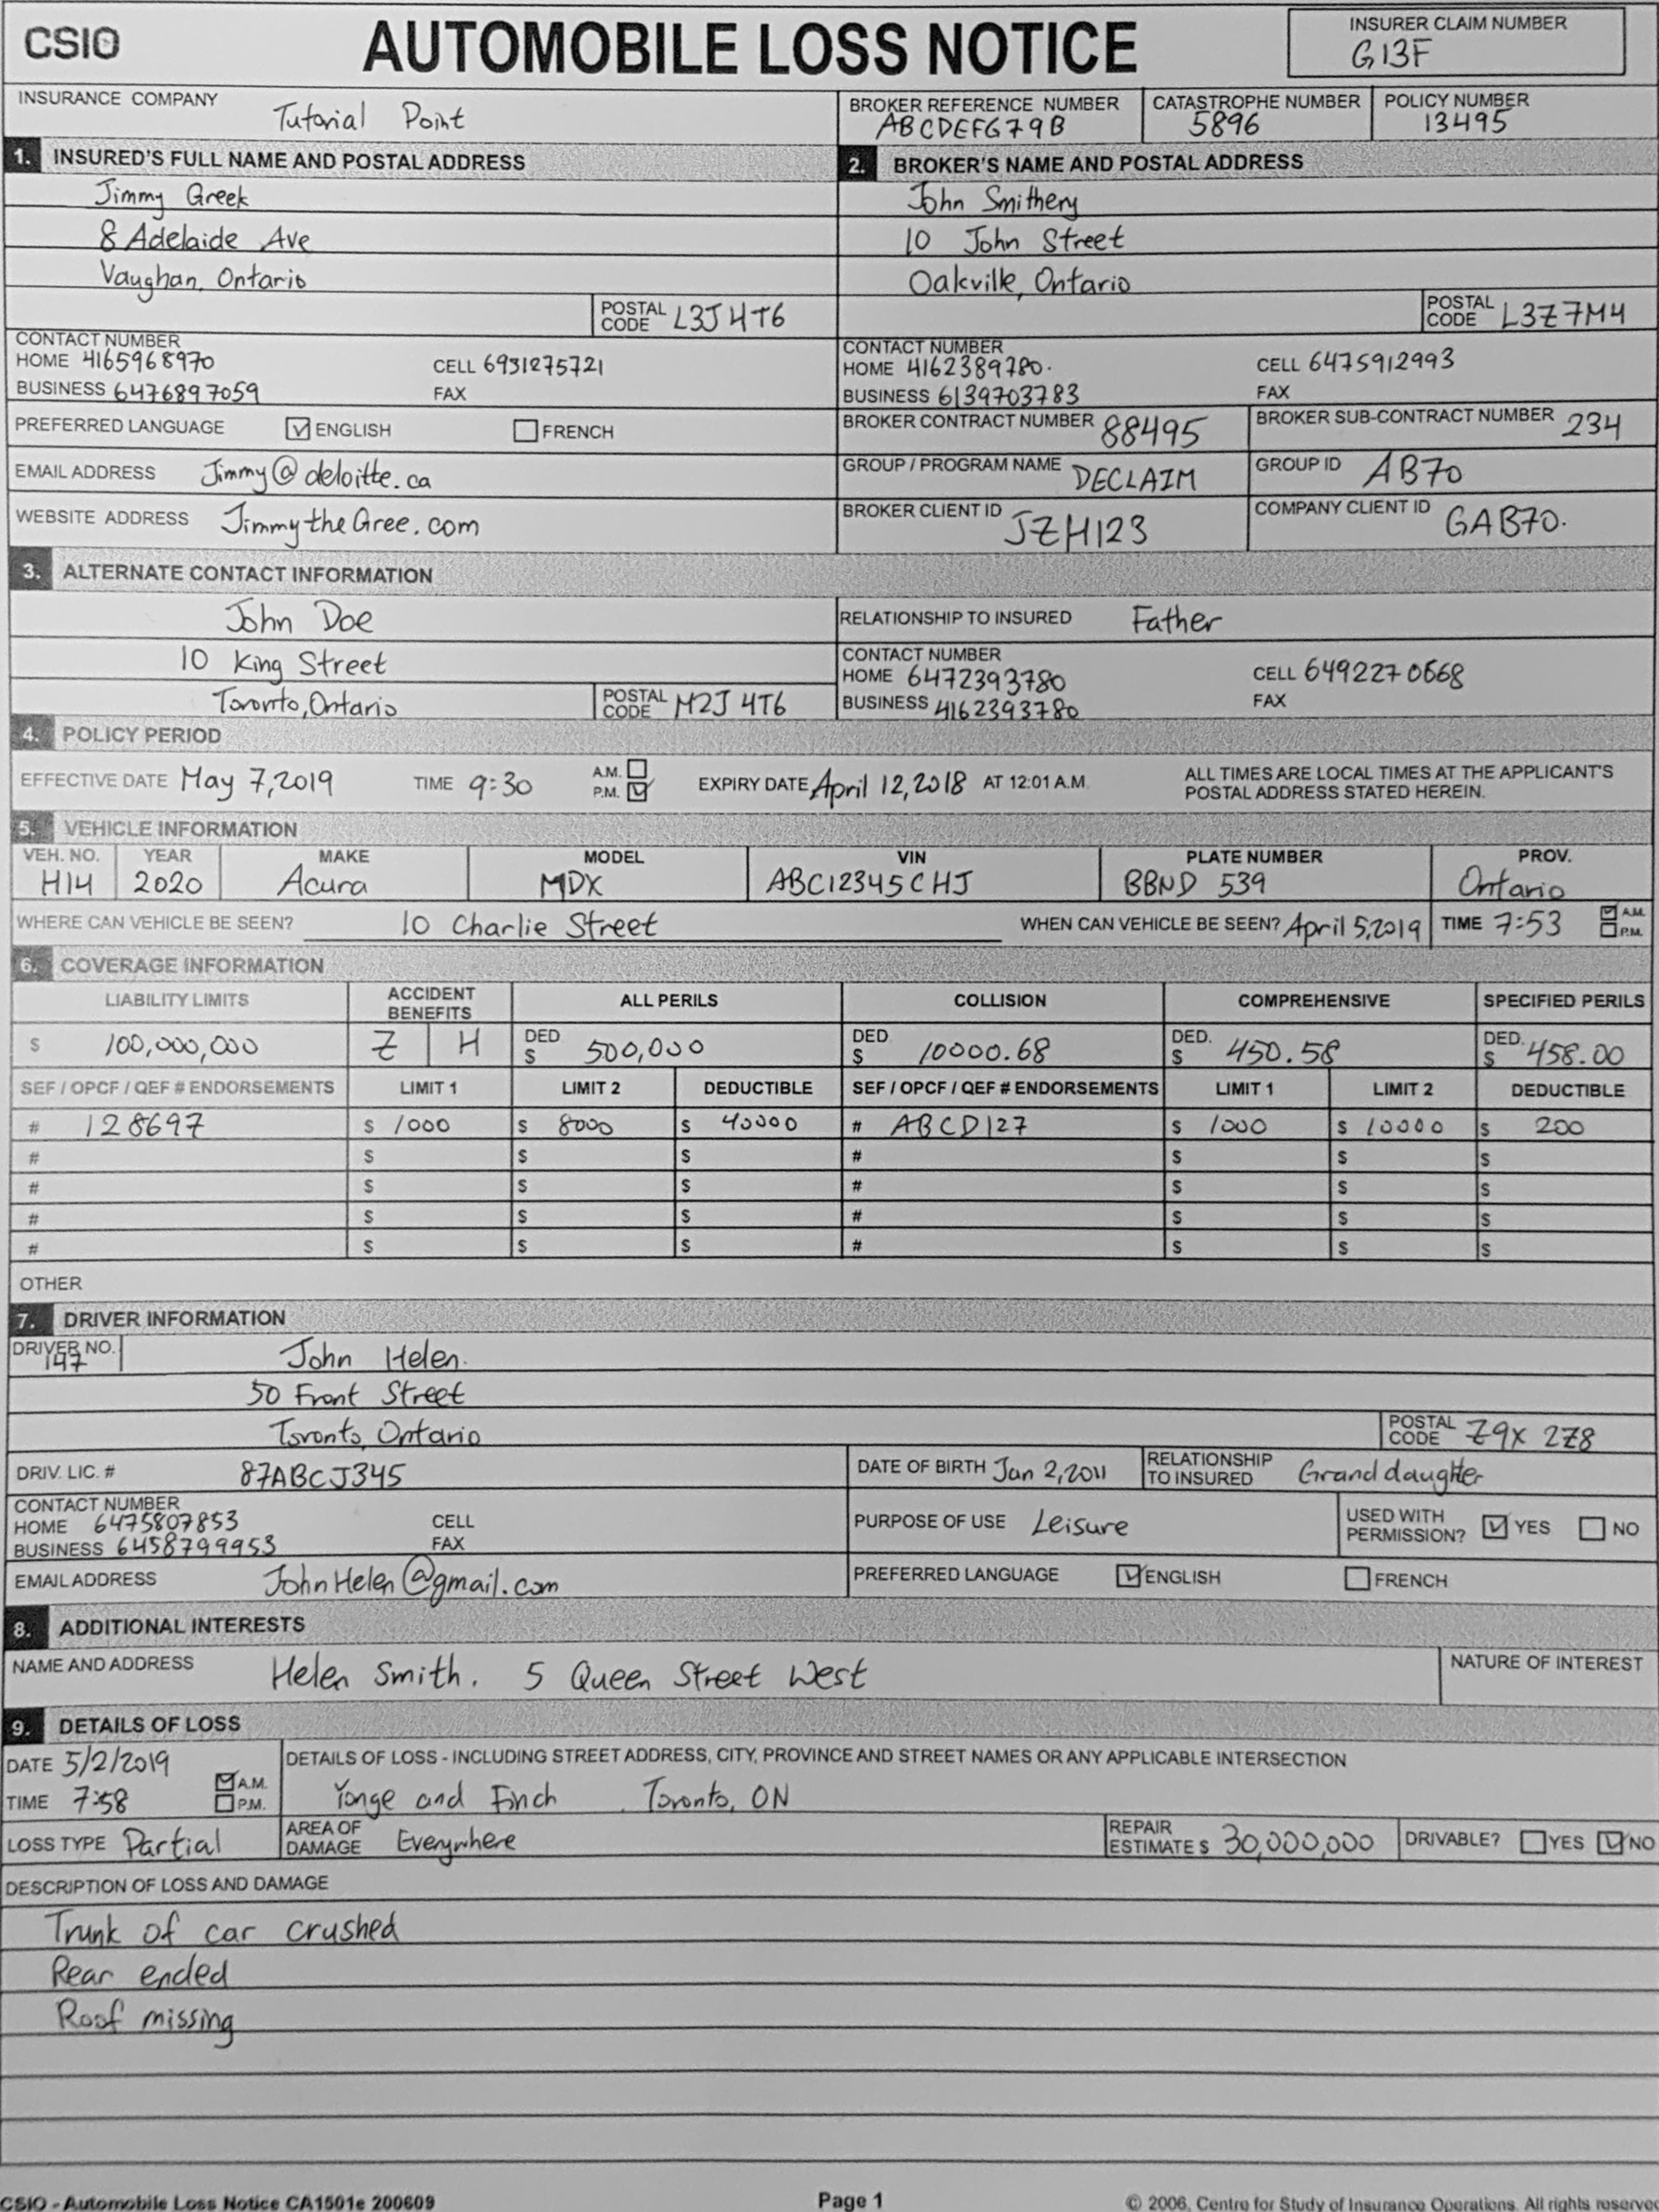 CSIO
AUTOMOBILE LOSS NOTICE
INSURER CLAIM NUMBER
G13F
INSURANCE COMPANY Tutorial Point
BROKER REFERENCE NUMBER ABCDEFG79B
CATASTROPHE NUMBER 5896
POLICY NUMBER 13495
1. INSURED'S FULL NAME AND POSTAL ADDRESS
Jimmy Greek
8 Adelaide Ave
Vaughan, Ontario
POSTAL CODE L3J4T6
CONTACT NUMBER
HOME 4165968970 CELL 6931275721
BUSINESS 6476897059 FAX
PREFERRED LANGUAGE ENGLISH FRENCH
EMAIL ADDRESS Jimmy@deloitte.ca
WEBSITE ADDRESS JimmytheGree.com
2. BROKER'S NAME AND POSTAL ADDRESS
John Smithery
10 John Street
Oakville, Ontario
POSTAL CODE L3Z7M4
CONTACT NUMBER
HOME 4162389780. CELL 6475912993
BUSINESS 6139703783 FAX
BROKER CONTRACT NUMBER 88495 BROKER SUB-CONTRACT NUMBER 234
GROUP / PROGRAM NAME DECLAIM GROUP ID AB70
BROKER CLIENT ID JZH123 COMPANY CLIENT ID GAB70.
3. ALTERNATE CONTACT INFORMATION
John Doe
10 King Street
Toronto, Ontario
POSTAL CODE M2J 4T6
RELATIONSHIP TO INSURED Father
CONTACT NUMBER
HOME 6472393780 CELL 6492270668
BUSINESS 4162393780 FAX
4. POLICY PERIOD
EFFECTIVE DATE May 7,2019 TIME 9:30 A.M. P.M. EXPIRY DATE April 12,2018 AT 12:01 A.M.
ALL TIMES ARE LOCAL TIMES AT THE APPLICANT'S
POSTAL ADDRESS STATED HEREIN.
5. VEHICLE INFORMATION
VEH. NO. YEAR MAKE MODEL VIN PLATE NUMBER PROV.
H14 2020 Acura MDX ABC12345CHJ BBND 539 Ontario
WHERE CAN VEHICLE BE SEEN? 10 Charlie Street WHEN CAN VEHICLE BE SEEN? April 5,2019 TIME 7:53 A.M. P.M.
6. COVERAGE INFORMATION
LIABILITY LIMITS ACCIDENT BENEFITS ALL PERILS COLLISION COMPREHENSIVE SPECIFIED PERILS
$ 100,000,000 Z H DED $ 500,000 DED. $ 10000.68 DED. $ 450.58 DED. $ 458.00
SEF / OPCF / QEF # ENDORSEMENTS LIMIT 1 LIMIT 2 DEDUCTIBLE SEF / OPCF / QEF # ENDORSEMENTS LIMIT 1 LIMIT 2 DEDUCTIBLE
# 128697 $ 1000 $ 8000 $ 40000 # ABCD127 $ 1000 $ 10000 $ 200
# $ $ $ # $ $ $
# $ $ $ # $ $ $
# $ $ $ # $ $ $
# $ $ $ # $ $ $
OTHER
7. DRIVER INFORMATION
DRIVER NO. 147
John Helen.
50 Front Street
Toronto, Ontario
POSTAL CODE Z9X 2Z8
DRIV. LIC. # 87ABCJ345 DATE OF BIRTH Jan 2,2011 RELATIONSHIP TO INSURED Granddaughter
CONTACT NUMBER
HOME 6475807853 CELL
BUSINESS 6458799953 FAX
PURPOSE OF USE Leisure USED WITH PERMISSION? YES NO
EMAIL ADDRESS JohnHelen@gmail.com PREFERRED LANGUAGE ENGLISH FRENCH
8. ADDITIONAL INTERESTS
NAME AND ADDRESS Helen Smith. 5 Queen Street West NATURE OF INTEREST
9. DETAILS OF LOSS
DATE 5/2/2019
TIME 7:58 A.M. P.M.
DETAILS OF LOSS - INCLUDING STREET ADDRESS, CITY, PROVINCE AND STREET NAMES OR ANY APPLICABLE INTERSECTION
Yonge and Finch Toronto, ON
LOSS TYPE Partial AREA OF DAMAGE Everywhere REPAIR ESTIMATE $ 30,000,000 DRIVABLE? YES NO
DESCRIPTION OF LOSS AND DAMAGE
Trunk of car crushed
Rear ended
Roof missing
CSIO - Automobile Loss Notice CA1501e 200609 Page 1 © 2006, Centre for Study of Insurance Operations. All rights reserved